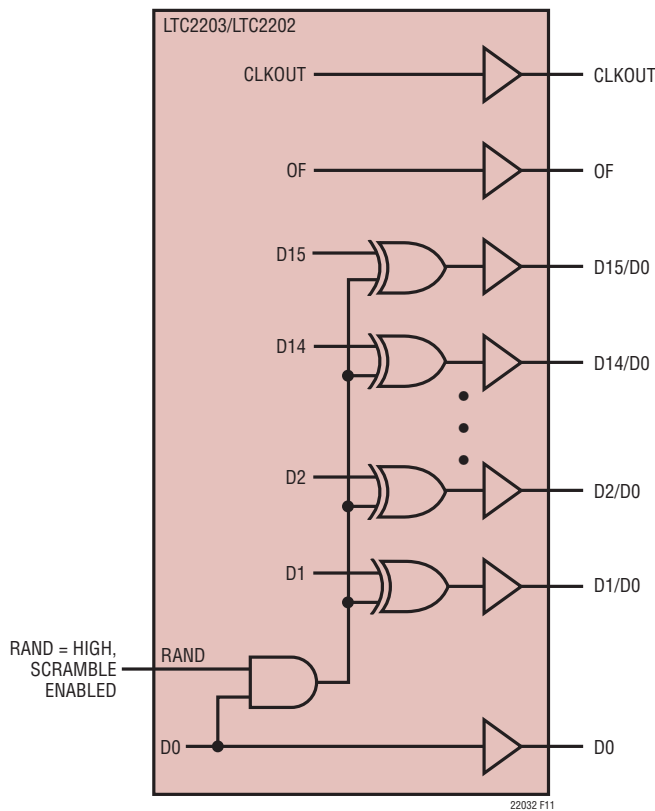 LTC2203/LTC2202
CLKOUT
CLKOUT
OF
OF
D15
D15/D0
D14
D14/D0
D2
D2/D0
D1
D1/D0
RAND = HIGH,
SCRAMBLE
ENABLED
RAND
D0
D0
22032 F11